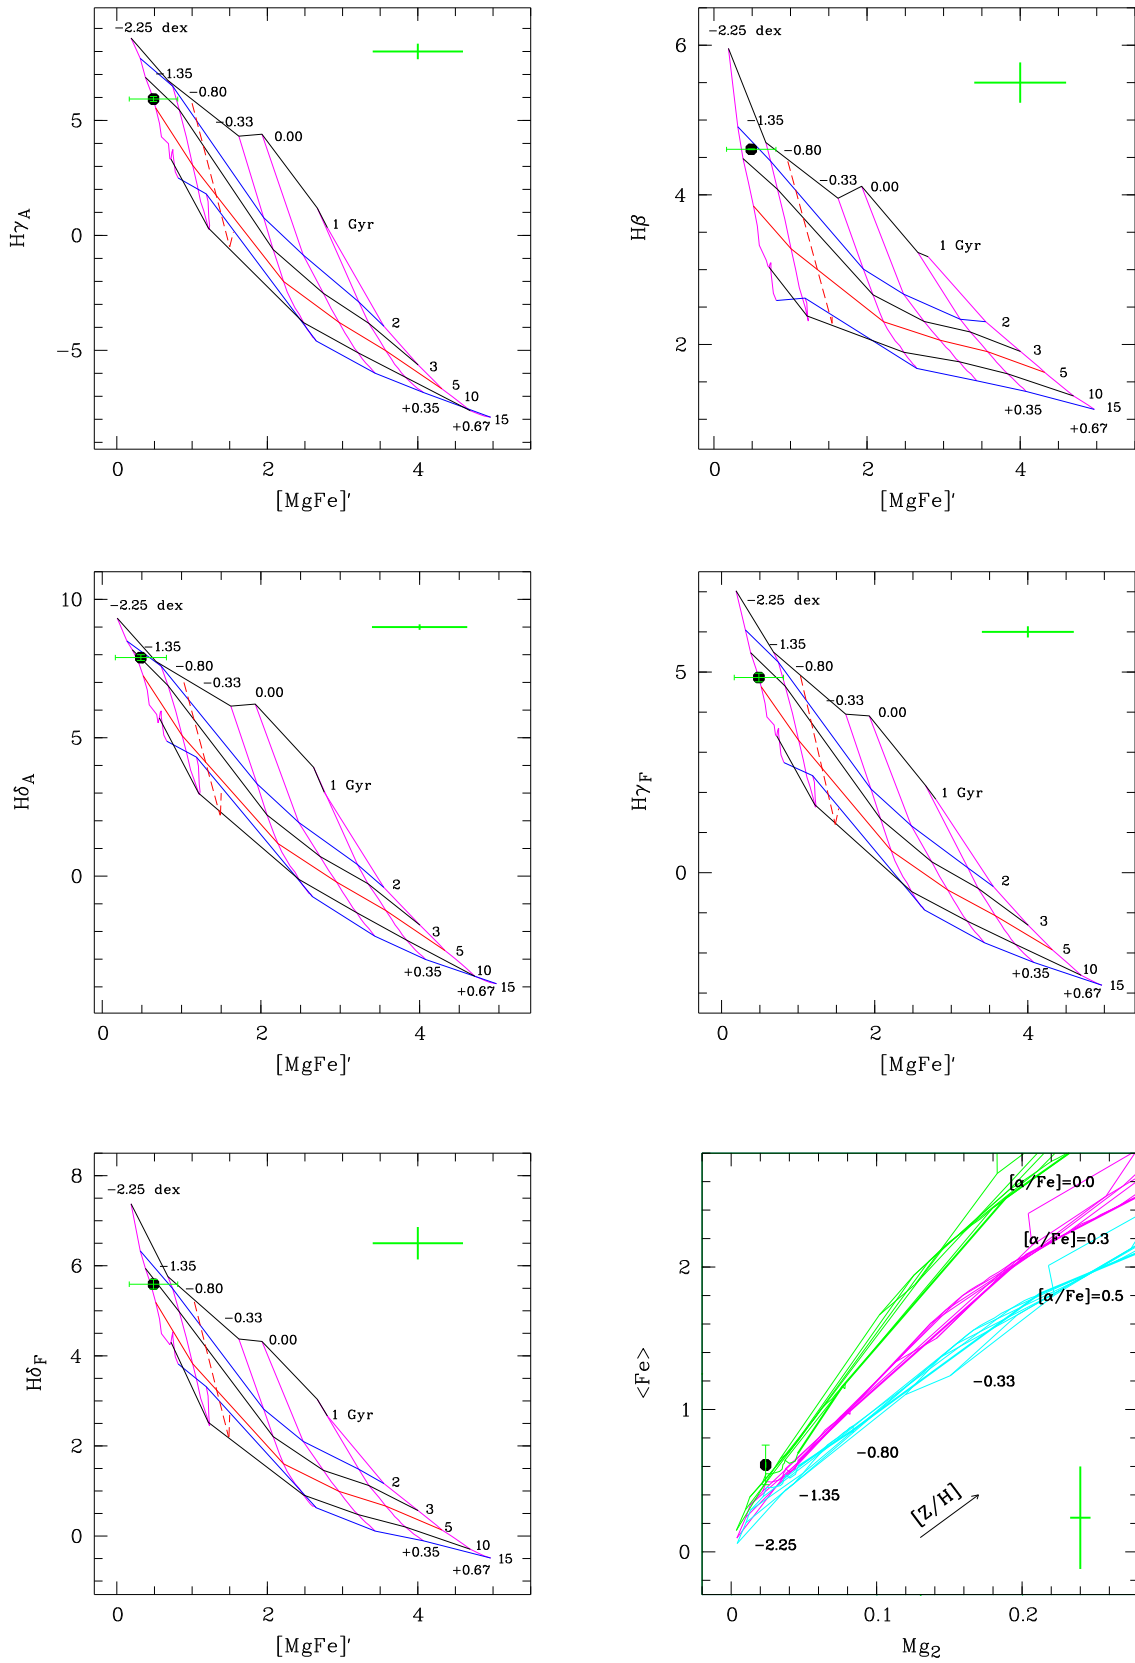 −2.25 dex
−1.35
−0.80
−0.33
0.00
1 Gyr
2
3
5
10
15
+0.35
+0.67
5
0
−5
HγA
0 2 4
[MgFe]′
−2.25 dex
−1.35
−0.80
−0.33
0.00
1 Gyr
2
3
5
10
15
+0.35
+0.67
6
4
2
Hβ
0 2 4
[MgFe]′
−2.25 dex
−1.35
−0.80
−0.33
0.00
1 Gyr
2
3
5
10
15
+0.35
+0.67
10
5
0
HδA
0 2 4
[MgFe]′
−2.25 dex
−1.35
−0.80
−0.33
0.00
1 Gyr
2
3
5
10
15
+0.35
+0.67
5
0
HγF
0 2 4
[MgFe]′
−2.25 dex
−1.35
−0.80
−0.33
0.00
1 Gyr
2
3
5
10
15
+0.35
+0.67
8
6
4
2
0
HδF
0 2 4
[MgFe]′
[α/Fe]=0.0
[α/Fe]=0.3
[α/Fe]=0.5
−0.33
−0.80
−1.35
−2.25
[Z/H]
2
1
0
<Fe>
0 0.1 0.2
Mg2